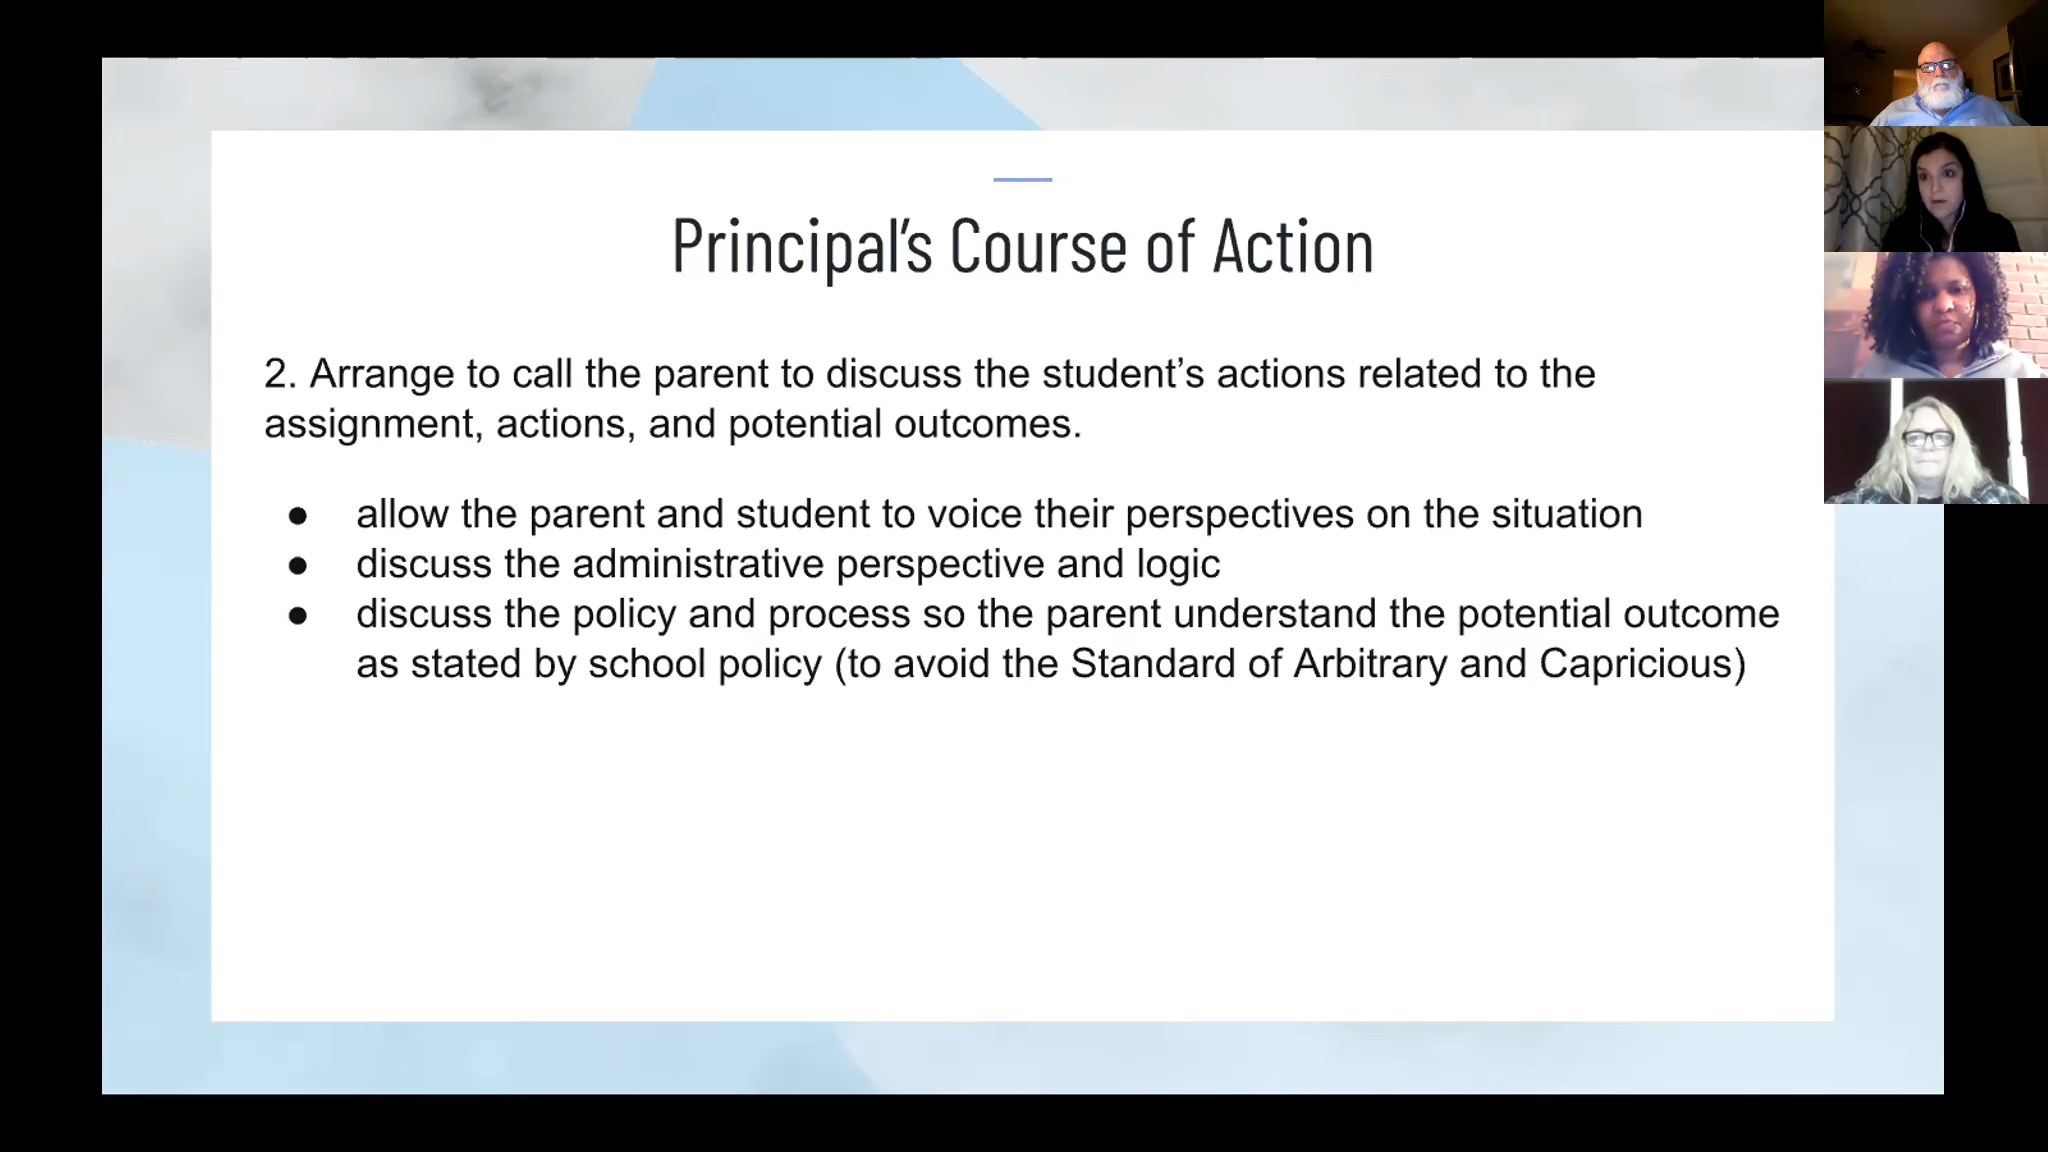 Principal’s Course of Action
2. Arrange to call the parent to discuss the student’s actions related to the
assignment, actions, and potential outcomes.
● allow the parent and student to voice their perspectives on the situation
● discuss the administrative perspective and logic
● discuss the policy and process so the parent understand the potential outcome
as stated by school policy (to avoid the Standard of Arbitrary and Capricious)